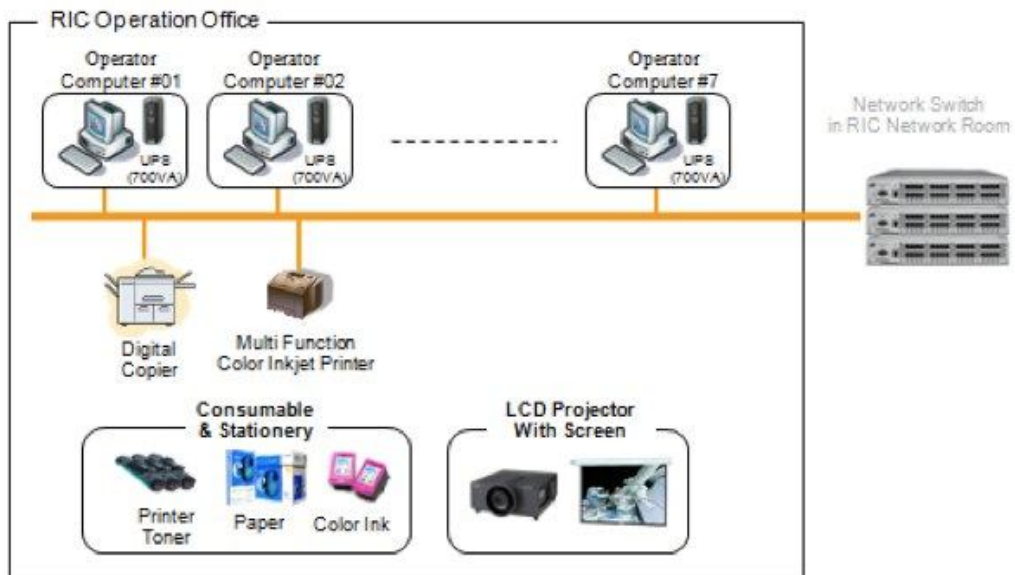 RIC Operation Office
Operator
Computer #01
Operator
Computer #02
Operator
Computer #7
UPS
(700VA)
UPS
(700VA)
UPS
(700VA)
Network Switch
in RIC Network Room
Digital
Copier
Multi Function
Color Inkjet Printer
Consumable
& Stationery
LCD Projector
With Screen
Printer
Toner
Paper
Color Ink